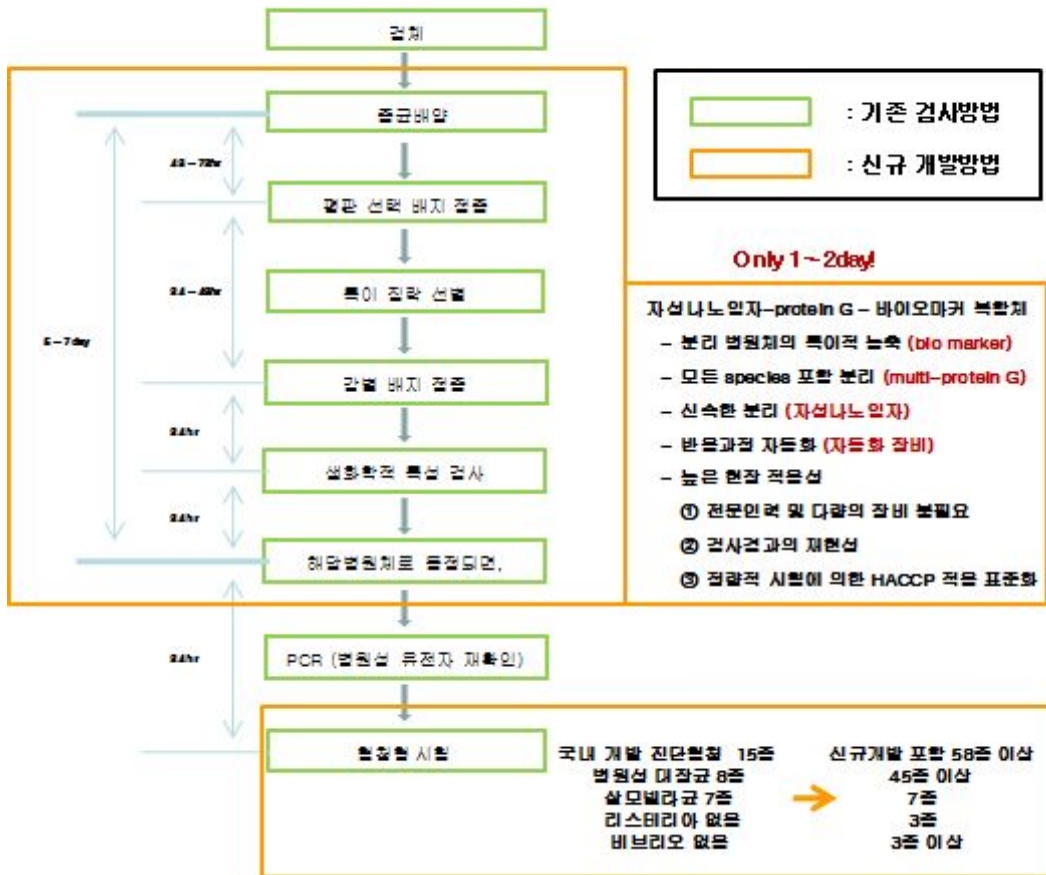 검체
증균배양
: 기존 검사방법
: 신규 개발방법
48~72hr
평판 선택 배지 접종
Only 1~2day!
24~48hr
특이 집락 선별
자성나노입자-protein G - 바이오마커 복합체
- 분리 병원체의 특이적 농축 (bio marker)
- 모든 species 포함 분리 (multi-protein G)
- 신속한 분리 (자성나노입자)
- 반응과정 자동화 (자동화 장비)
- 높은 현장 적응성
① 전문인력 및 다량의 장비 불필요
② 검사결과의 재현성
③ 정량적 시험에 의한 HACCP 적용 표준화
5~7day
감별 배지 접종
24hr
생화학적 특성 검사
24hr
해당병원체로 동정되면,
24hr
PCR (병원성 유전자 재확인)
혈청형 시험
국내 개발 진단혈청 15종
병원성 대장균 8종
살모넬라균 7종
리스테리아 없음
비브리오 없음
신규개발 포함 58종 이상
45종 이상
7종
3종
3종 이상